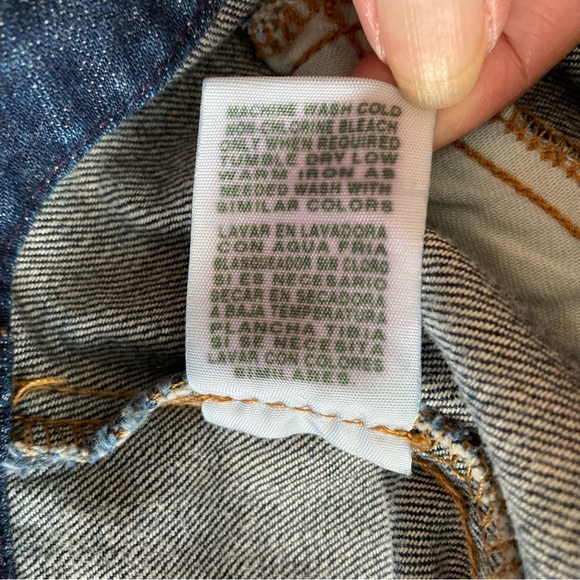 MACHINE WASH COLD
NON-CHLORINE BLEACH
ONLY WHEN REQUIRED
TUMBLE DRY LOW
WARM IRON AS
NEEDED WASH WITH
SIMILAR COLORS
LAVAR EN LAVADORA
CON AQUA FRIA
BLANQUEADOR SIN CLORO
SI ES NECESARIO
SECAR EN SECADORA
A BAJA TEMPERATURA
PLANCHA TIBIA
SI SE NECESITA
LAVAR CON COLORES
SIMILARES